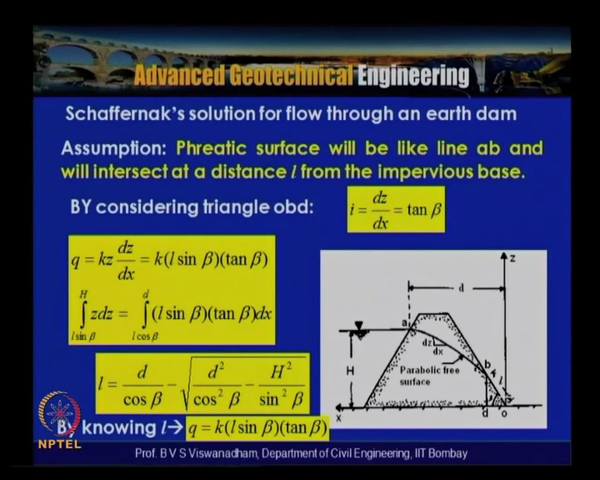 Advanced Geotechnical Engineering
Schaffernak's solution for flow through an earth dam
Assumption: Phreatic surface will be like line ab and
will intersect at a distance l from the impervious base.
BY considering triangle obd: i = dz/dx = tan β
q = kz dz/dx = k(l sin β)(tan β)
∫_{l sin β}^{H} zdz = ∫_{l cos β}^{d} (l sin β)(tan β)dx
l = d/cos β − √(d²/cos² β − H²/sin² β)
By knowing l→ q = k(l sin β)(tan β)
z
d
a
dz
dx
H
Parabolic free
surface
b
l
x
d o
NPTEL
Prof. B V S Viswanadham, Department of Civil Engineering, IIT Bombay